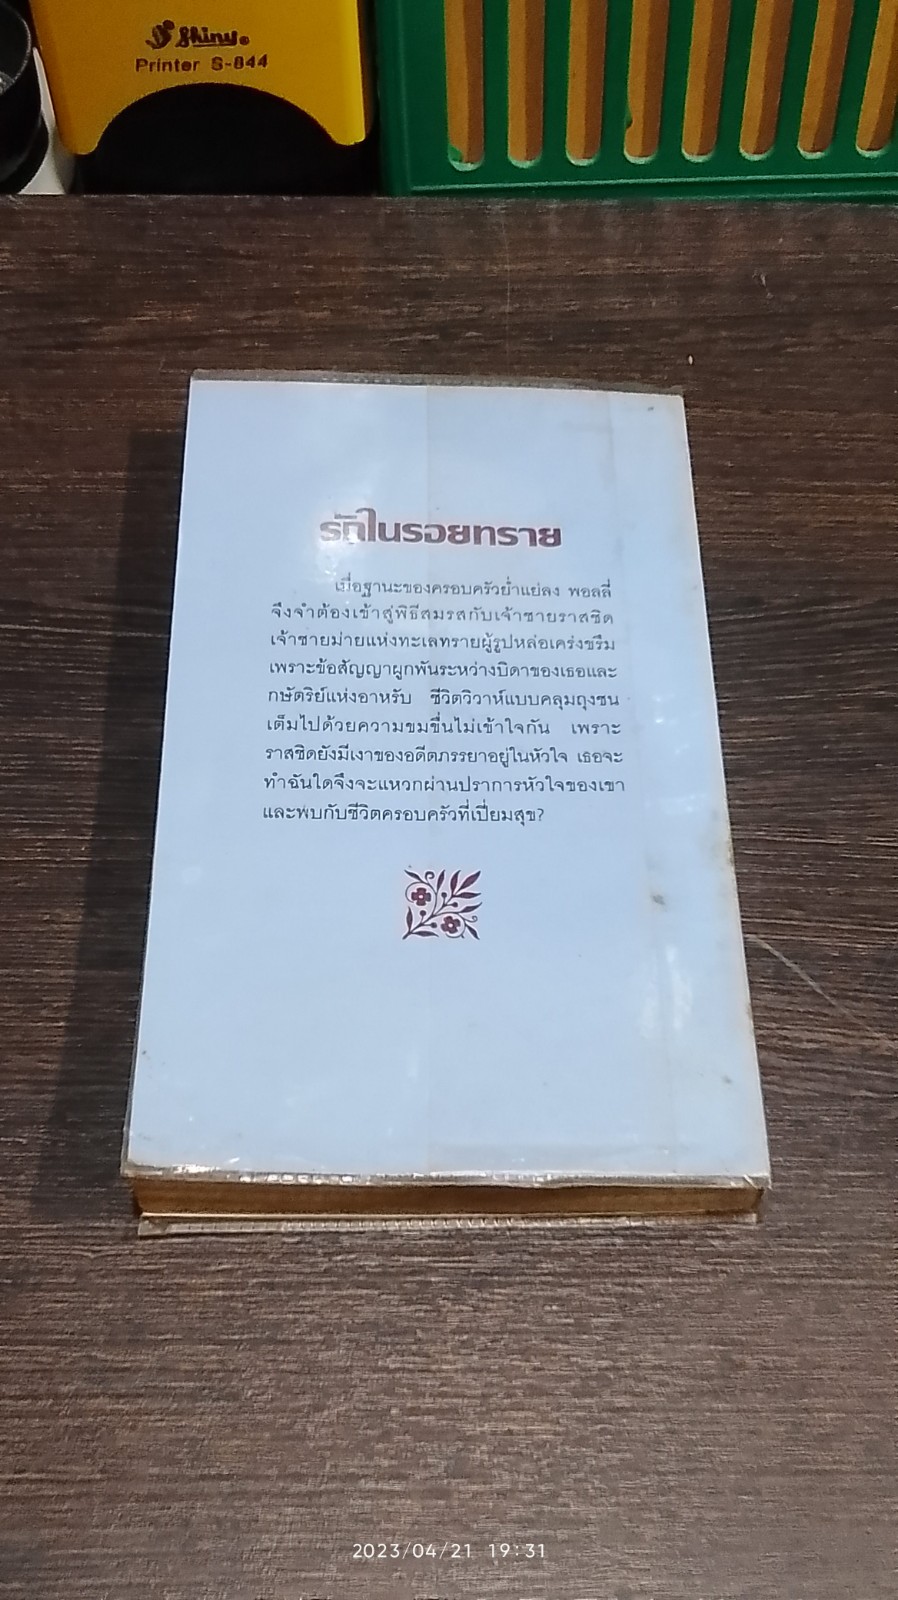 Shiny®
Printer S-844
รักในรอยทราย
เมื่อฐานะของครอบครัวย่ำแย่ลง พอลลี่
จึงจำต้องเข้าสู่พิธีสมรสกับเจ้าชายราสซิด
เจ้าชายม่ายแห่งทะเลทรายผู้รูปหล่อเคร่งขรึม
เพราะข้อสัญญาผูกพันระหว่างบิดาของเธอและ
กษัตริย์แห่งอาหรับ ชีวิตวิวาห์แบบคลุมถุงชน
เต็มไปด้วยความขมขื่นไม่เข้าใจกัน เพราะ
ราสซิดยังมีเงาของอดีตภรรยาอยู่ในหัวใจ เธอจะ
ทำฉันใดจึงจะแหวกผ่านปราการหัวใจของเขา
และพบกับชีวิตครอบครัวที่เปี่ยมสุข?
2023/04/21 19:31